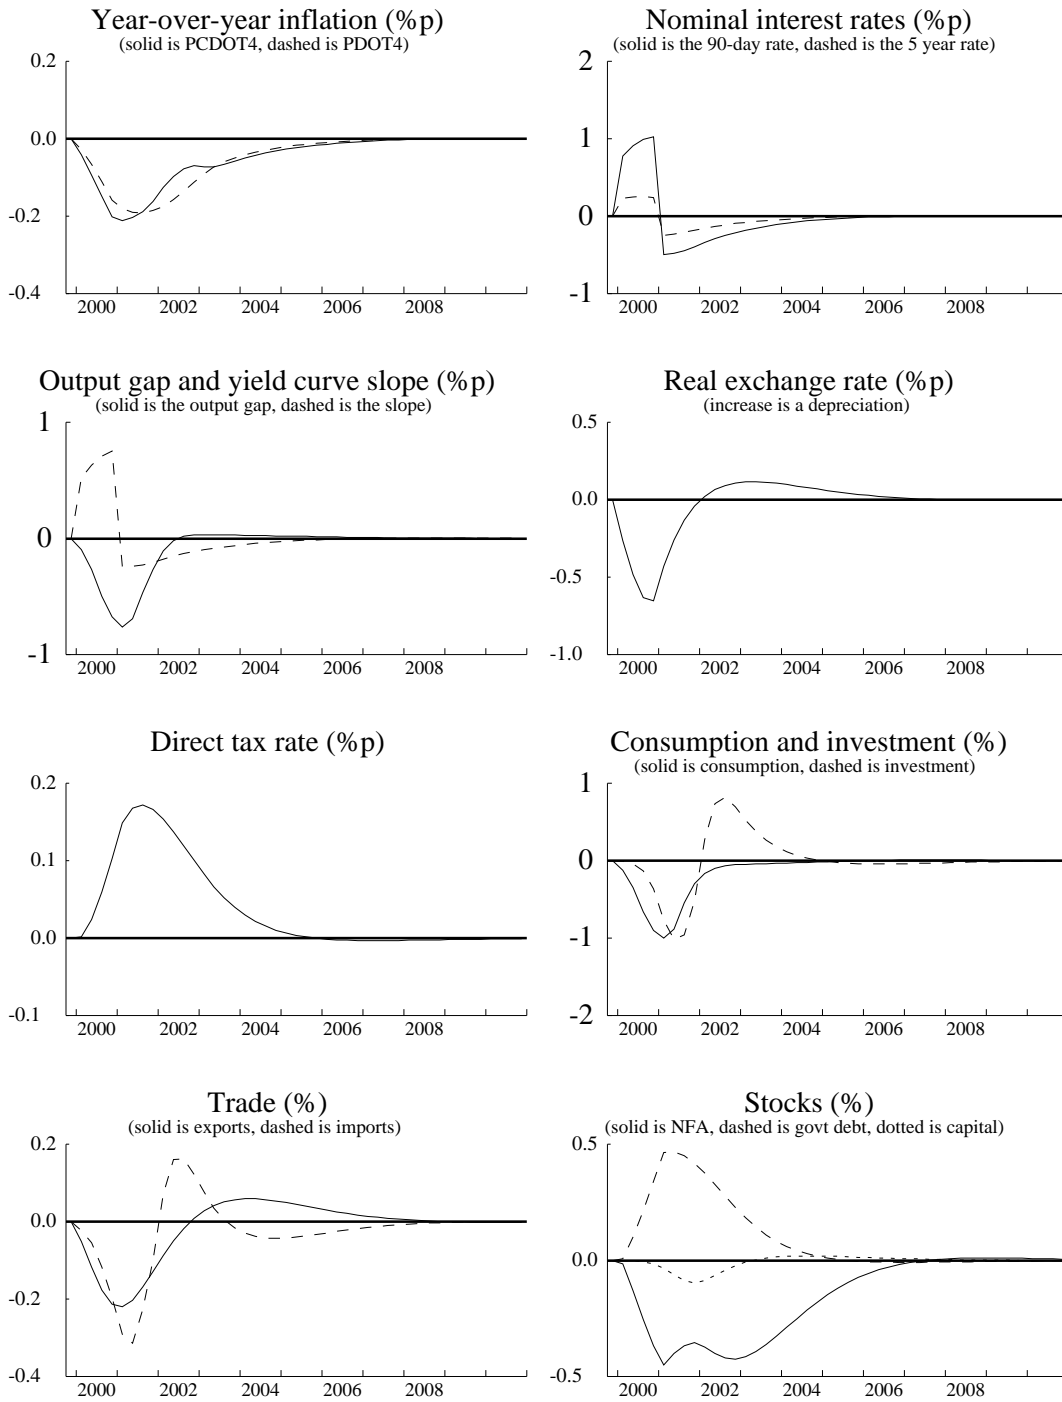 Year-over-year inflation (%p)
(solid is PCDOT4, dashed is PDOT4)
0.2
0.0
-0.2
-0.4
2000 2002 2004 2006 2008
Nominal interest rates (%p)
(solid is the 90-day rate, dashed is the 5 year rate)
2
1
0
-1
2000 2002 2004 2006 2008
Output gap and yield curve slope (%p)
(solid is the output gap, dashed is the slope)
1
0
-1
2000 2002 2004 2006 2008
Real exchange rate (%p)
(increase is a depreciation)
0.5
0.0
-0.5
-1.0
2000 2002 2004 2006 2008
Direct tax rate (%p)
0.2
0.1
0.0
-0.1
2000 2002 2004 2006 2008
Consumption and investment (%)
(solid is consumption, dashed is investment)
1
0
-1
-2
2000 2002 2004 2006 2008
Trade (%)
(solid is exports, dashed is imports)
0.2
0.0
-0.2
-0.4
2000 2002 2004 2006 2008
Stocks (%)
(solid is NFA, dashed is govt debt, dotted is capital)
0.5
0.0
-0.5
2000 2002 2004 2006 2008